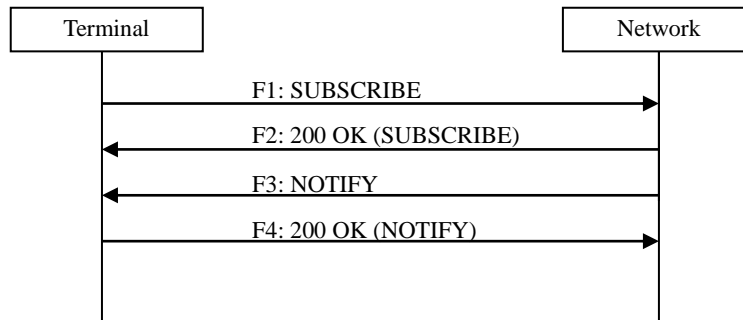 Terminal
Network
F1: SUBSCRIBE
F2: 200 OK (SUBSCRIBE)
F3: NOTIFY
F4: 200 OK (NOTIFY)